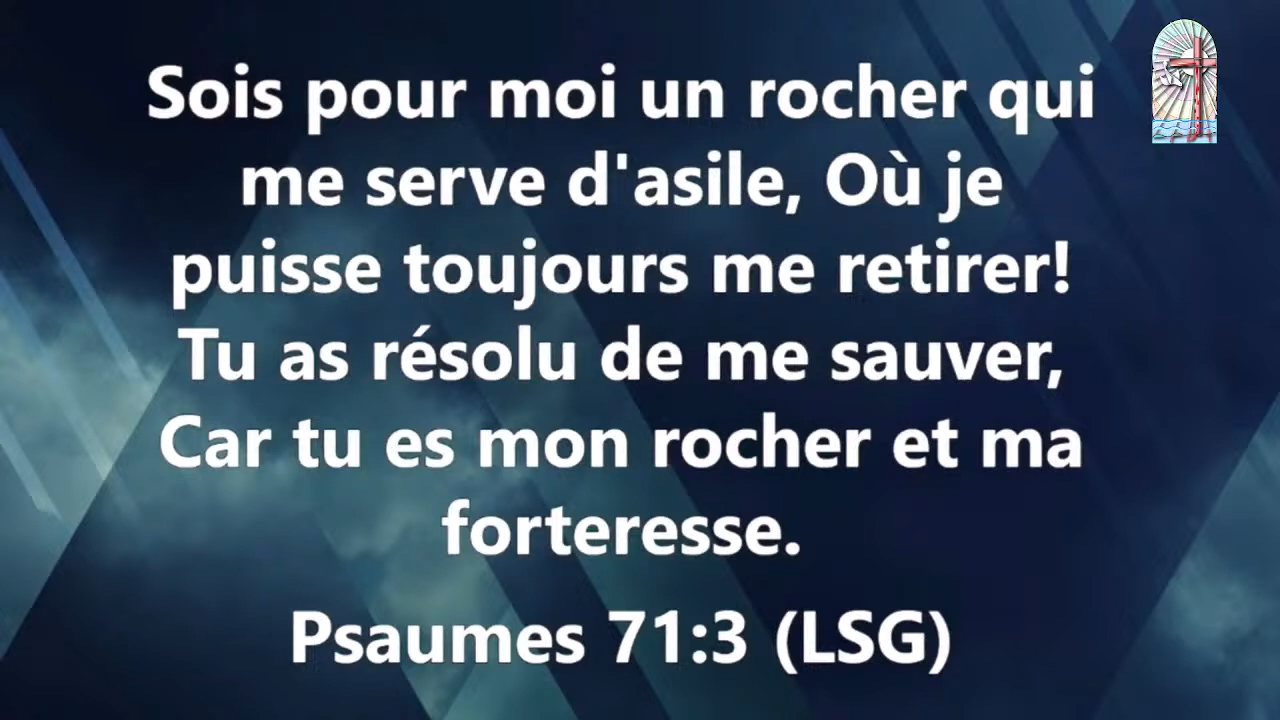 Sois pour moi un rocher qui
me serve d'asile, Où je
puisse toujours me retirer!
Tu as résolu de me sauver,
Car tu es mon rocher et ma
forteresse.
Psaumes 71:3 (LSG)